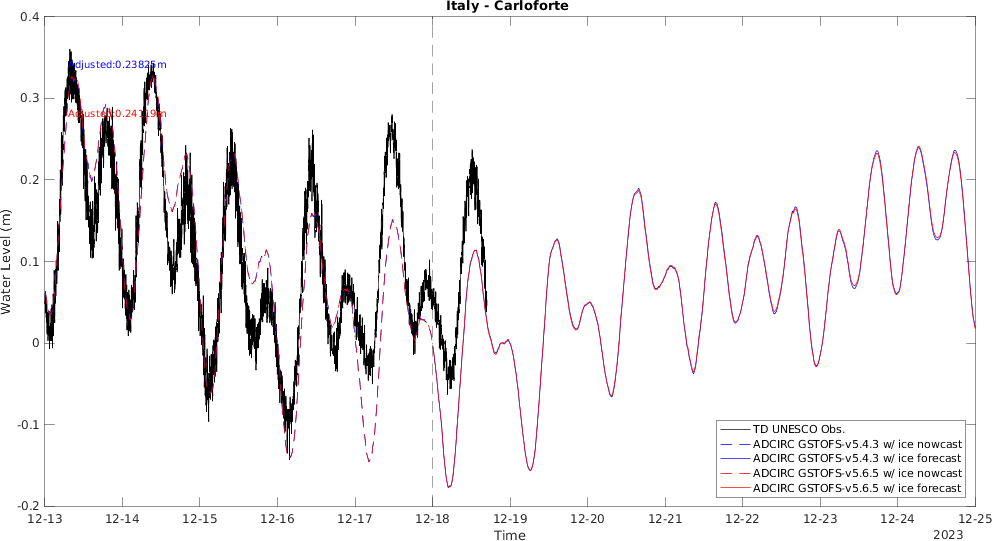 Italy - Carloforte
0.4
0.3
0.2
0.1
0
-0.1
-0.2
Water Level (m)
Adjusted:0.23825m
TD UNESCO Obs.
ADCIRC GSTOFS-v5.4.3 w/ ice nowcast
ADCIRC GSTOFS-v5.4.3 w/ ice forecast
ADCIRC GSTOFS-v5.6.5 w/ ice nowcast
ADCIRC GSTOFS-v5.6.5 w/ ice forecast
12-13 12-14 12-15 12-16 12-17 12-18 12-19 12-20 12-21 12-22 12-23 12-24 12-25
Time
2023